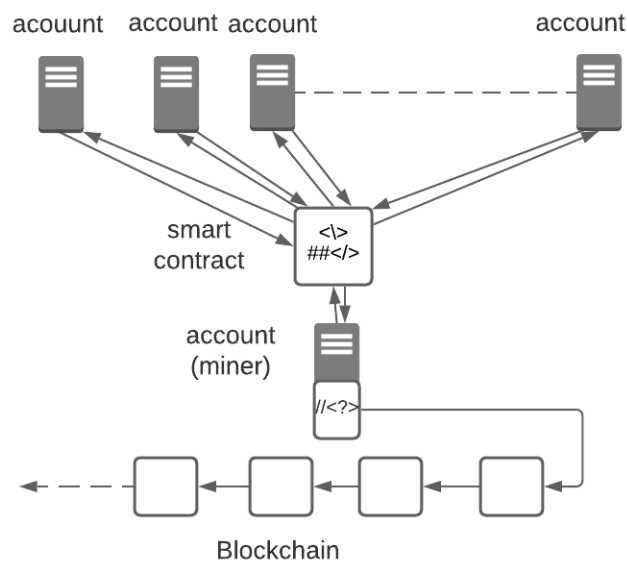 acouunt
account
account
account
smart
contract
<\>
##</>
account
(miner)
//<?>
Blockchain